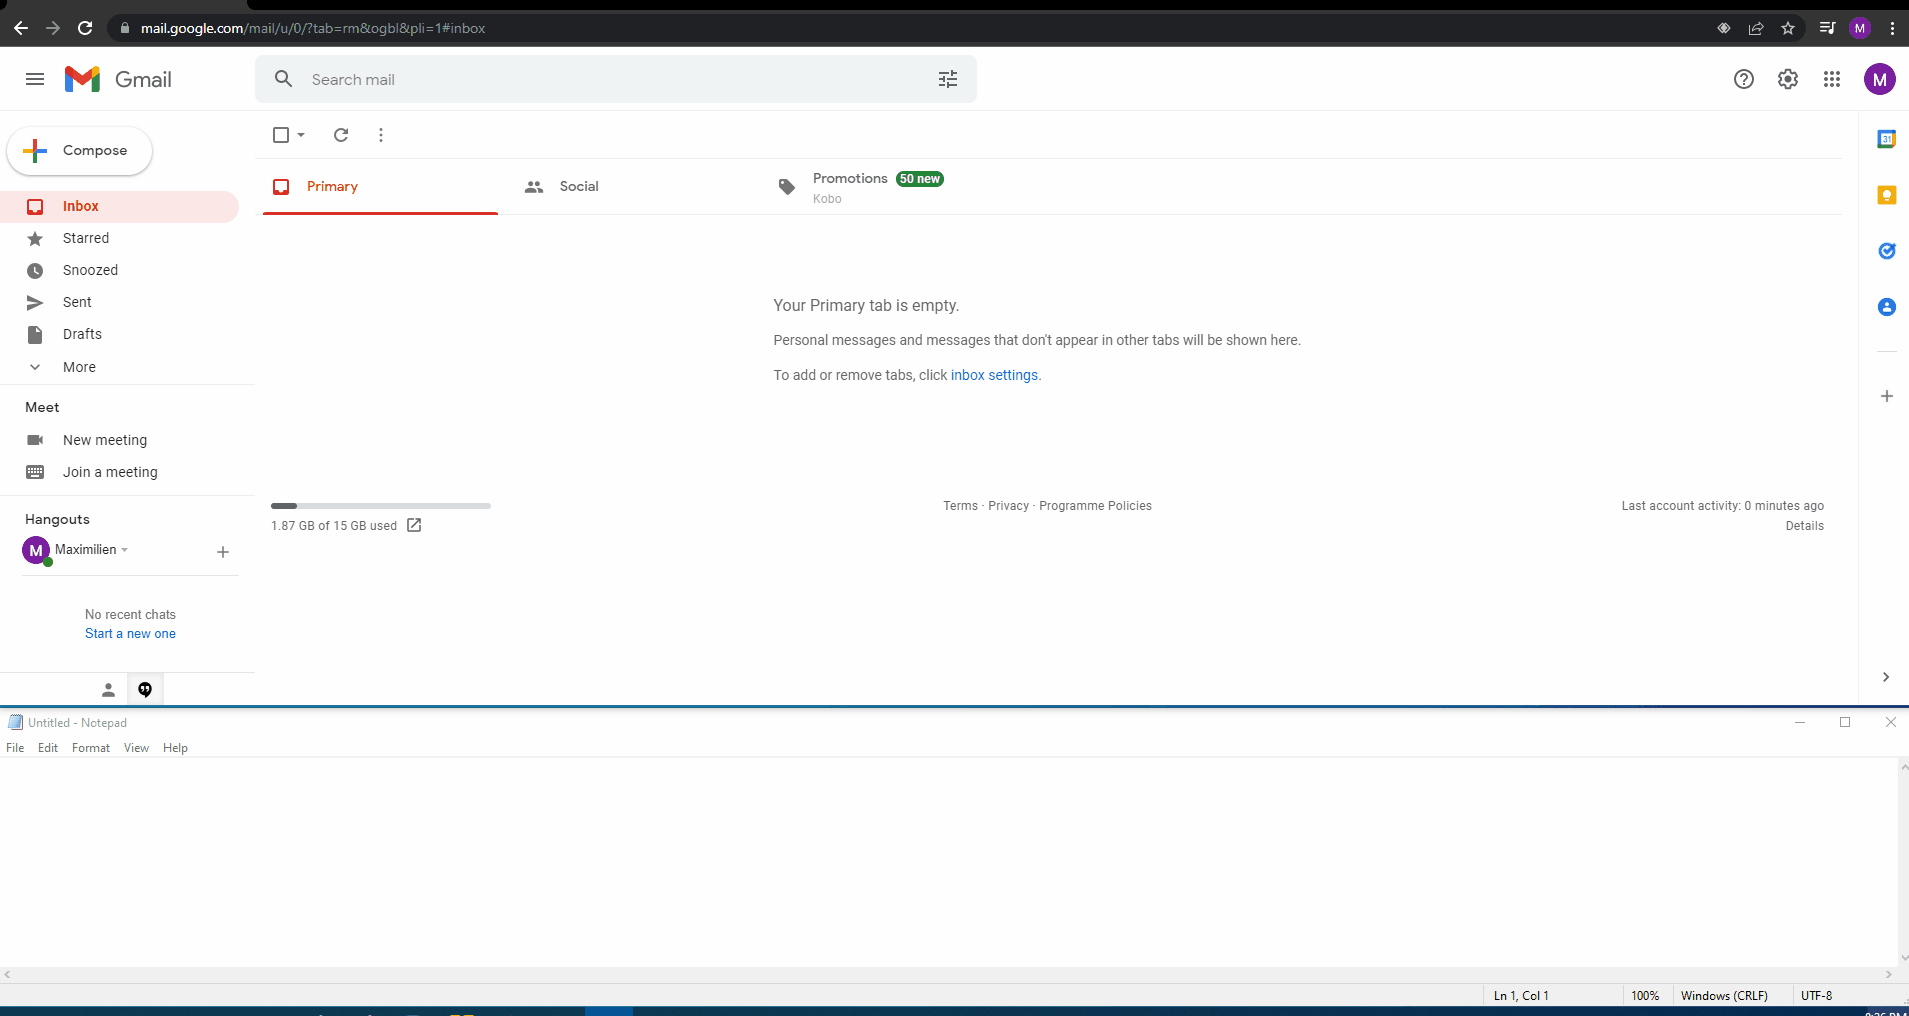 mail.google.com/mail/u/0/?tab=rm&ogbl&pli=1#inbox
M
Gmail
Search mail
M
Compose
Primary
Social
Promotions 50 new
Kobo
31
Inbox
Starred
Snoozed
Sent
Drafts
More
Your Primary tab is empty.
Personal messages and messages that don't appear in other tabs will be shown here.
To add or remove tabs, click inbox settings.
Meet
New meeting
Join a meeting
1.87 GB of 15 GB used
Terms · Privacy · Programme Policies
Last account activity: 0 minutes ago
Details
Hangouts
M Maximilien
No recent chats
Start a new one
Untitled - Notepad
File Edit Format View Help
Ln 1, Col 1 100% Windows (CRLF) UTF-8